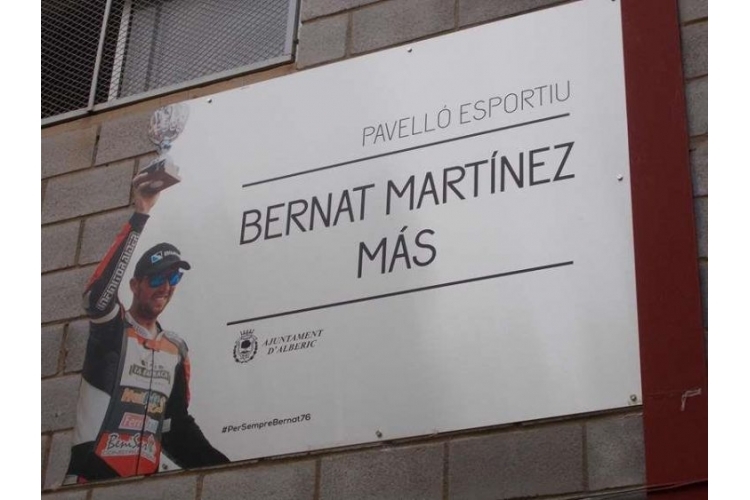 PAVELLÓ ESPORTIU
BERNAT MARTÍNEZ
MÁS
AJUNTAMENT
D'ALBERIC
#PerSempreBernat76